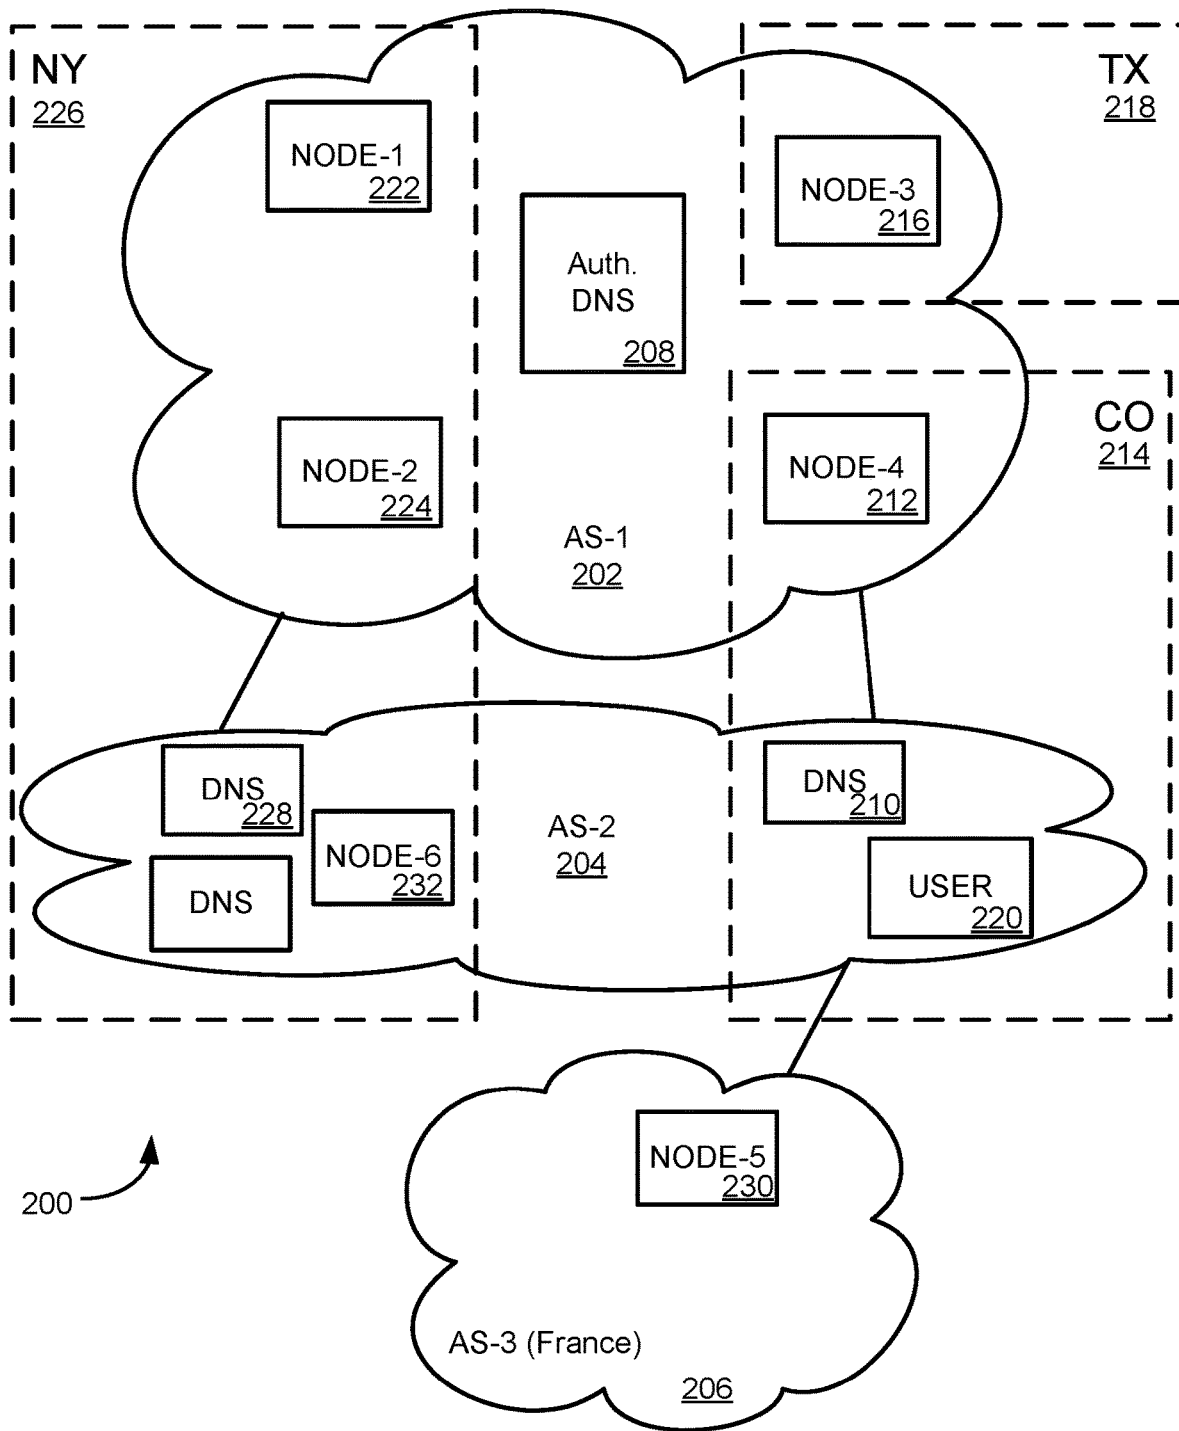 NY
226
TX
218
NODE-1
222
NODE-3
216
Auth.
DNS
208
CO
214
NODE-2
224
NODE-4
212
AS-1
202
DNS
228
DNS
210
NODE-6
232
AS-2
204
DNS
USER
220
NODE-5
230
200
AS-3 (France)
206